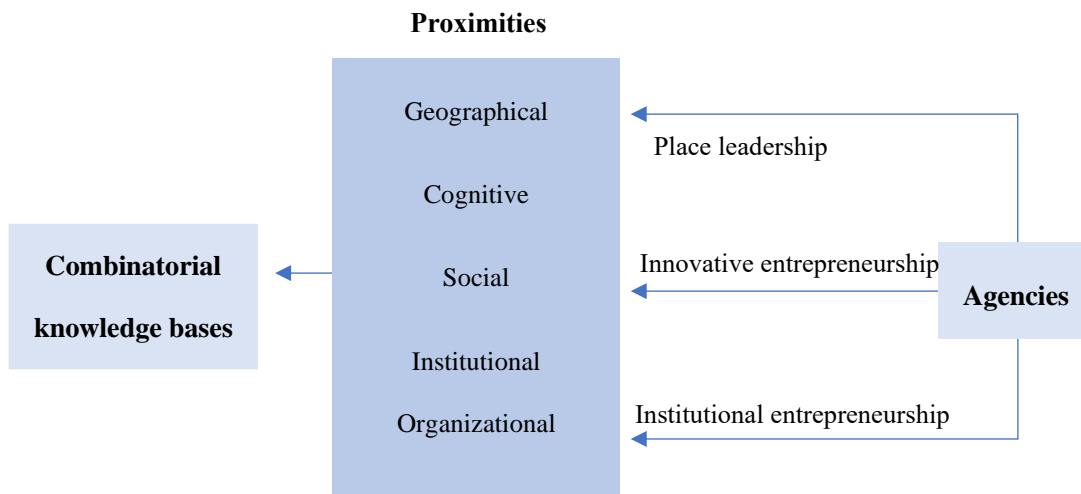 Proximities
Geographical
Place leadership
Cognitive
Combinatorial
knowledge bases
Social
Innovative entrepreneurship
Agencies
Institutional
Organizational
Institutional entrepreneurship